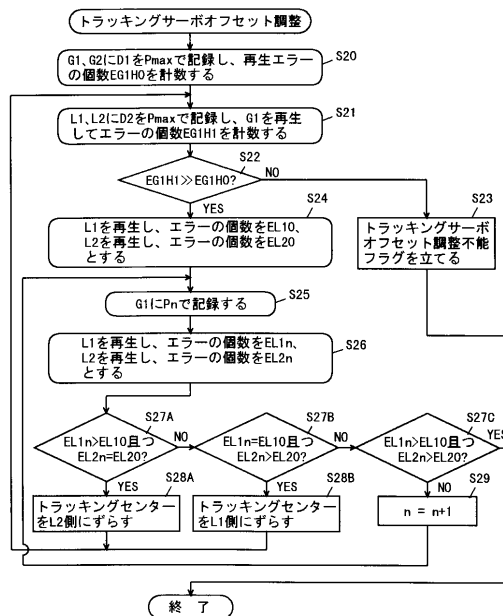 トラッキングサーボオフセット調整
S20
G1、G2にD1をPmaxで記録し、再生エラー
の個数EG1H0を計数する
S21
L1、L2にD2をPmaxで記録し、G1を再生
してエラーの個数EG1H1を計数する
S22
EG1H1≫EG1H0?
NO
YES
S23
トラッキングサーボ
オフセット調整不能
フラグを立てる
S24
L1を再生し、エラーの個数をEL10、
L2を再生し、エラーの個数をEL20
とする
S25
G1にPnで記録する
S26
L1を再生し、エラーの個数をEL1n、
L2を再生し、エラーの個数をEL2n
とする
S27A
EL1n>EL10且つ
EL2n=EL20?
NO
YES
S27B
EL1n=EL10且つ
EL2n>EL20?
NO
YES
S27C
EL1n>EL10且つ
EL2n>EL20?
YES
NO
S28A
トラッキングセンター
をL2側にずらす
S28B
トラッキングセンター
をL1側にずらす
S29
n = n+1
終 了